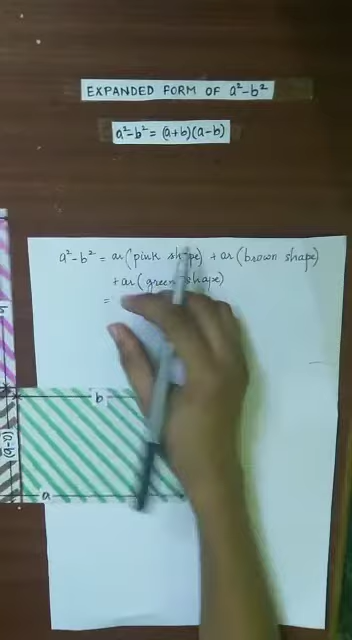 EXPANDED FORM OF a²-b²
a²-b² = (a+b)(a-b)
a²-b² = ar(pink shape) + ar(brown shape)
+ ar(green shape)
=
b
b
(a-b)
a